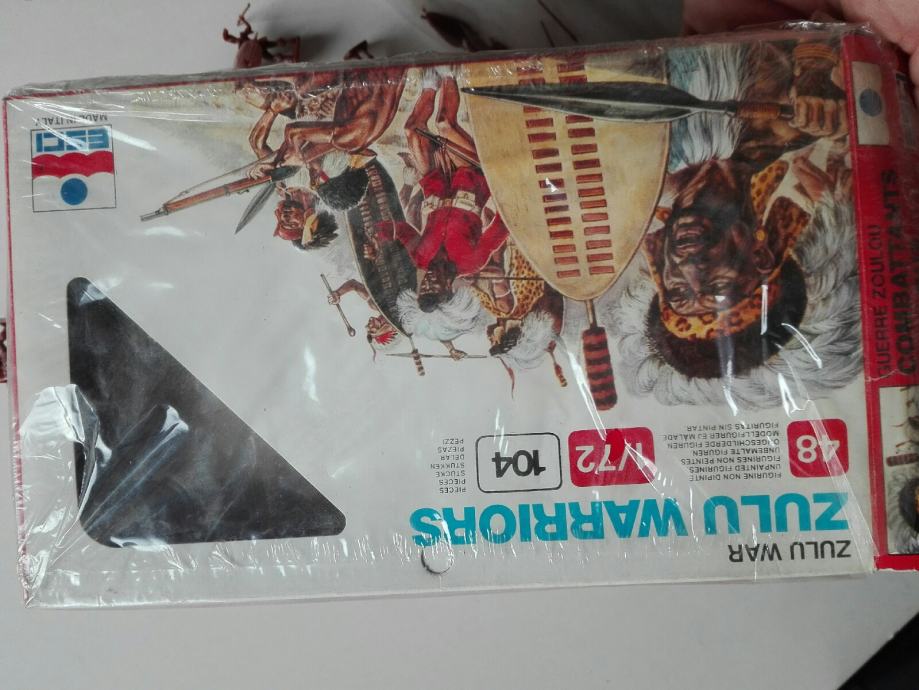 ZULU WAR
ZULU WARRIORS
48
FIGURINE NON DIPINTE
UNPAINTED FIGURINES
FIGURINES NON PEINTES
UNBEMALTE FIGUREN
ONGESCHILDERDE FIGUREN
MODELLFIGURER EJ MALADE
FIGURITAS SIN PINTAR
1/72
104
PIECES
PIECES
STUCKE
STUKKEN
DELAR
PIEZAS
PEZZI
ESCI
MADE IN ITALY
GUERRE ZOULOU
COMBATTANTS